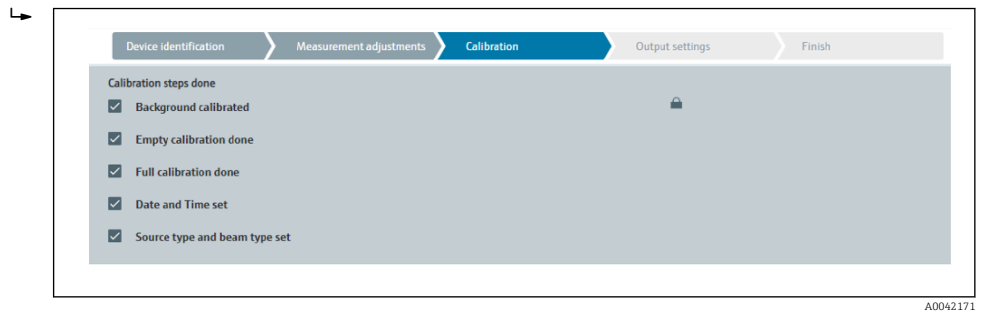 Device identification Measurement adjustments Calibration Output settings Finish
Calibration steps done
Background calibrated
Empty calibration done
Full calibration done
Date and Time set
Source type and beam type set
A0042171